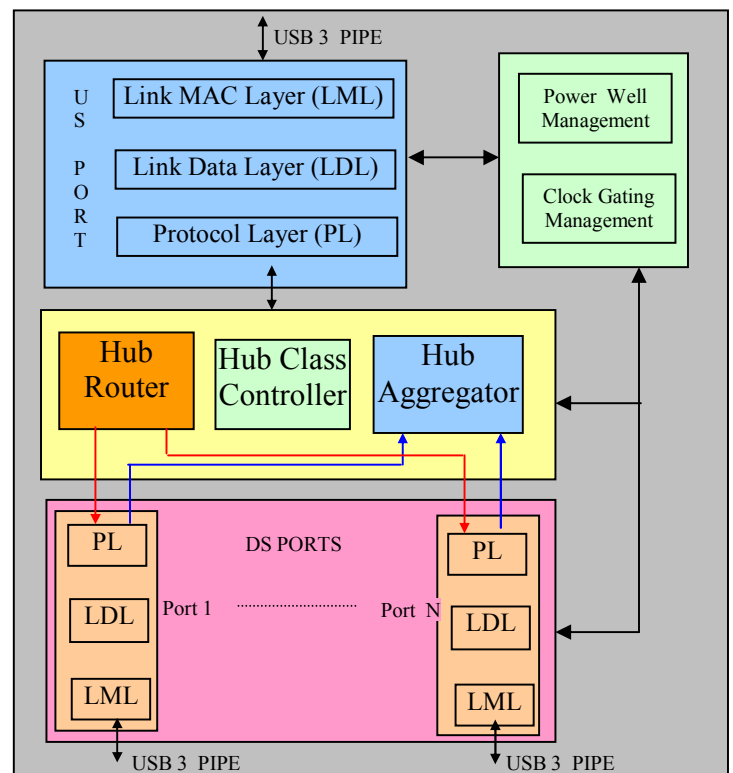 USB 3 PIPE
US PORT
Link MAC Layer (LML)
Link Data Layer (LDL)
Protocol Layer (PL)
Power Well
Management
Clock Gating
Management
Hub
Router
Hub Class
Controller
Hub
Aggregator
DS PORTS
PL
LDL
LML
Port 1
Port N
PL
LDL
LML
USB 3 PIPE
USB 3 PIPE